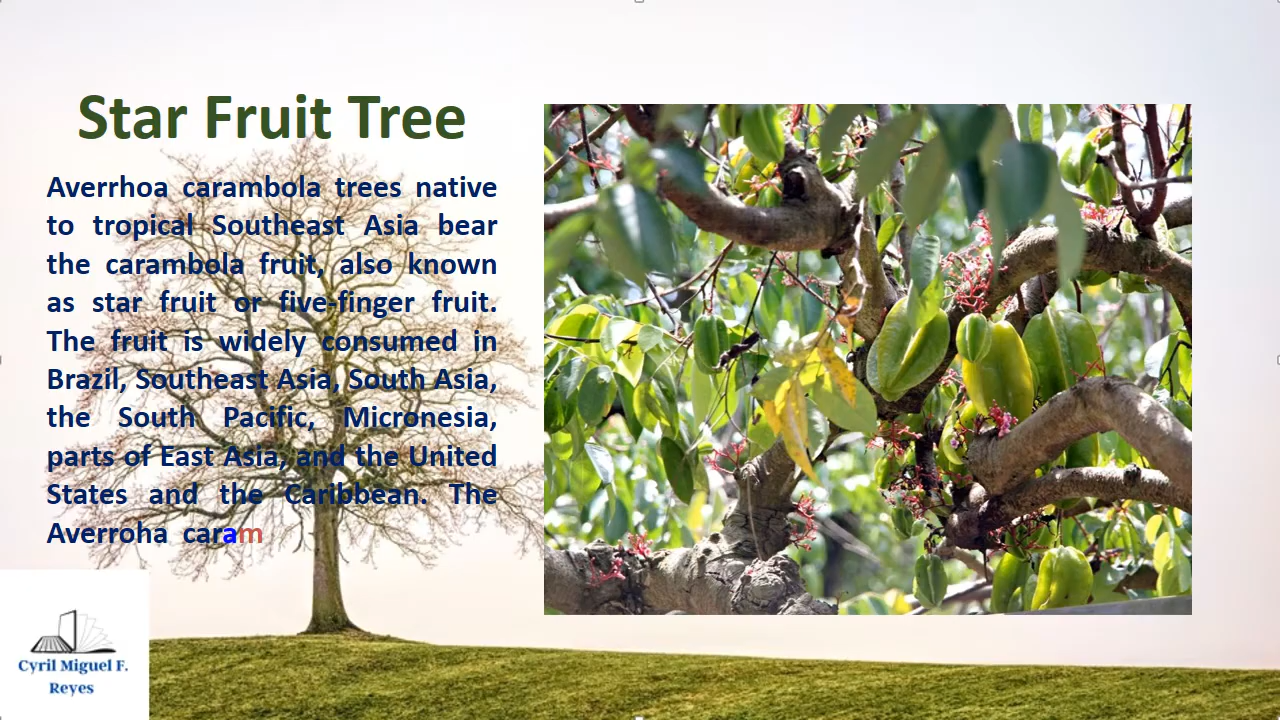 Star Fruit Tree
Averrhoa carambola trees native
to tropical Southeast Asia bear
the carambola fruit, also known
as star fruit or five-finger fruit.
The fruit is widely consumed in
Brazil, Southeast Asia, South Asia,
the South Pacific, Micronesia,
parts of East Asia, and the United
States and the Caribbean. The
Averroha caram
Cyril Miguel F.
Reyes